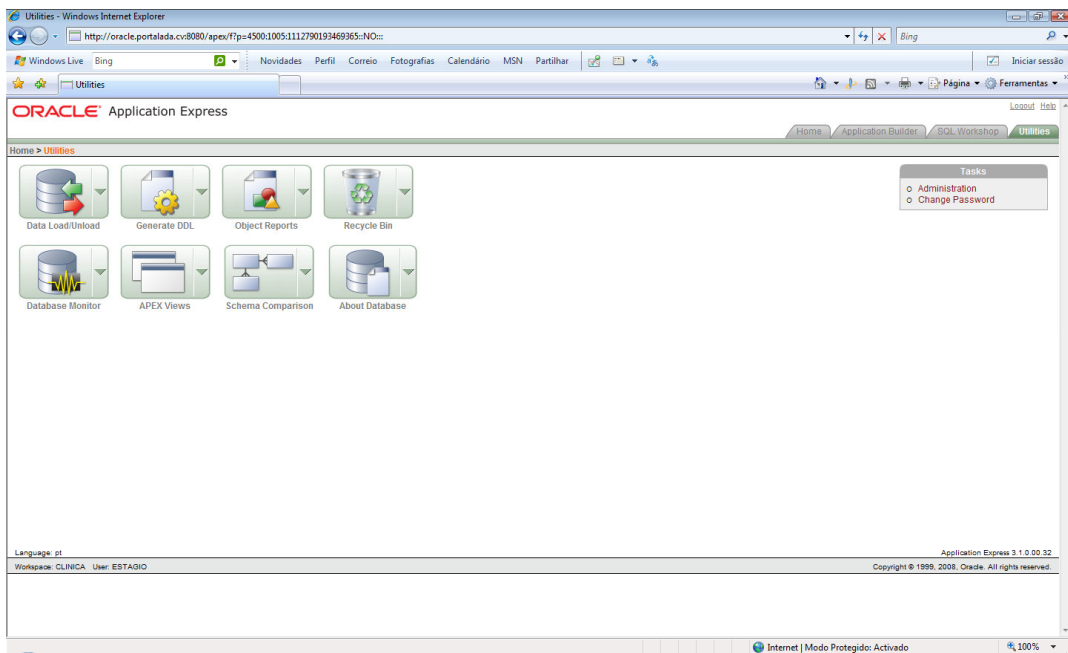 Utilities - Windows Internet Explorer
http://oracle.portalada.cv:8080/apex/f?p=4500:1005:1112790193469365::NO:::
Bing
Windows Live Bing Novidades Perfil Correio Fotografias Calendário MSN Partilhar Iniciar sessão
Utilities Página Ferramentas
ORACLE Application Express
Logout Help
Home Application Builder SQL Workshop Utilities
Home > Utilities
Data Load/Unload Generate DDL Object Reports Recycle Bin
Tasks
Administration
Change Password
Database Monitor APEX Views Schema Comparison About Database
Language: pt Application Express 3.1.0.00.32
Workspace: CLINICA User: ESTAGIO Copyright © 1999, 2008, Oracle. All rights reserved.
Internet | Modo Protegido: Activado 100%